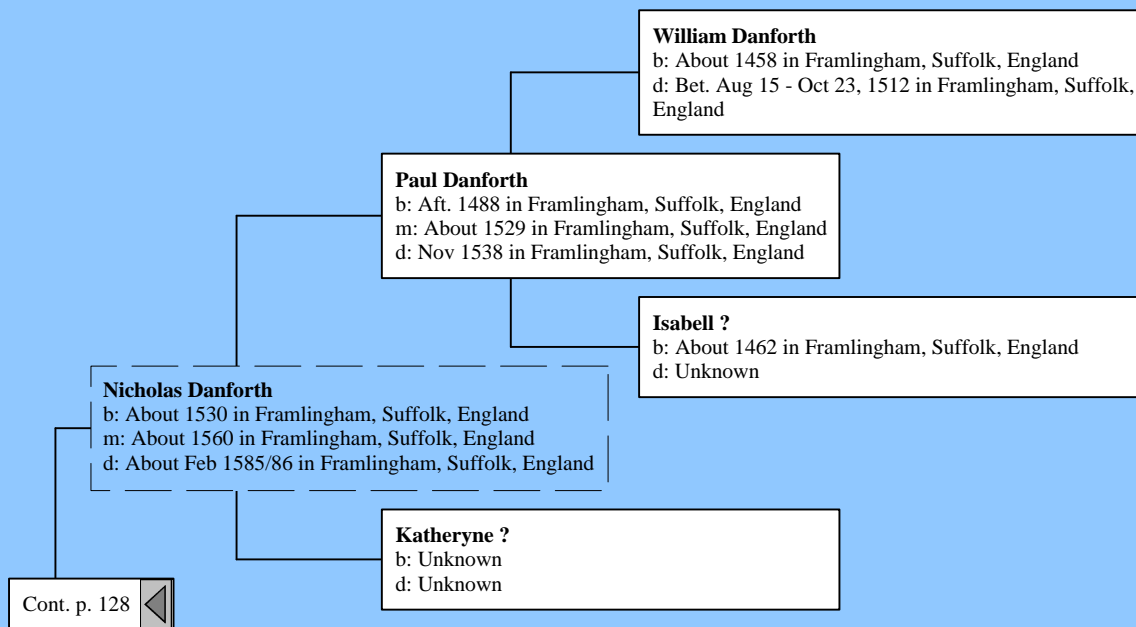 William Danforth
b: About 1458 in Framlingham, Suffolk, England
d: Bet. Aug 15 - Oct 23, 1512 in Framlingham, Suffolk,
England
Paul Danforth
b: Aft. 1488 in Framlingham, Suffolk, England
m: About 1529 in Framlingham, Suffolk, England
d: Nov 1538 in Framlingham, Suffolk, England
Isabell ?
b: About 1462 in Framlingham, Suffolk, England
d: Unknown
Nicholas Danforth
b: About 1530 in Framlingham, Suffolk, England
m: About 1560 in Framlingham, Suffolk, England
d: About Feb 1585/86 in Framlingham, Suffolk, England
Katheryne ?
b: Unknown
d: Unknown
Cont. p. 128